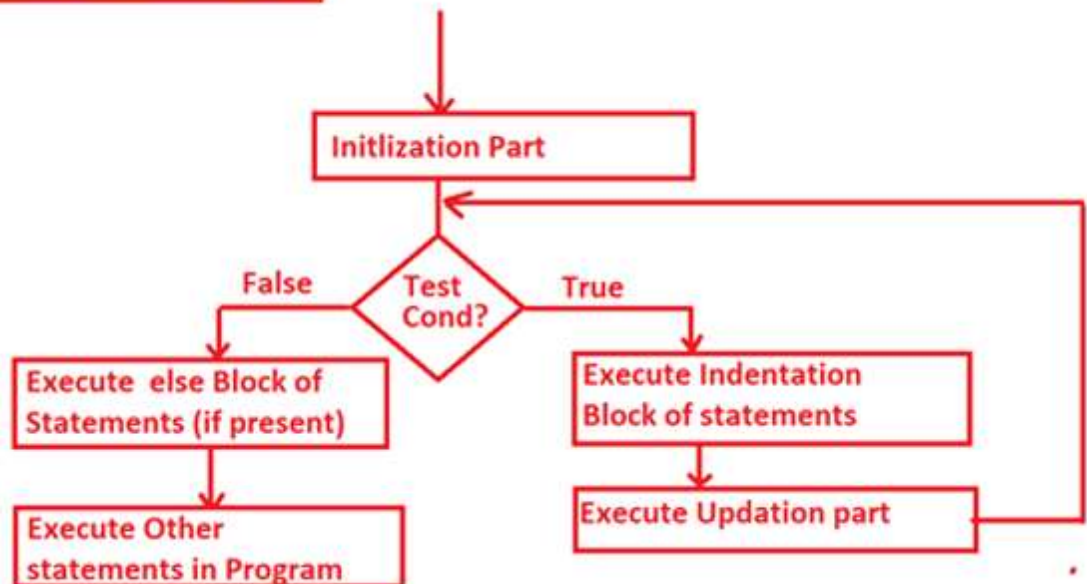 Initlization Part
False
Test
Cond?
True
Execute else Block of
Statements (if present)
Execute Indentation
Block of statements
Execute Other
statements in Program
Execute Updation part